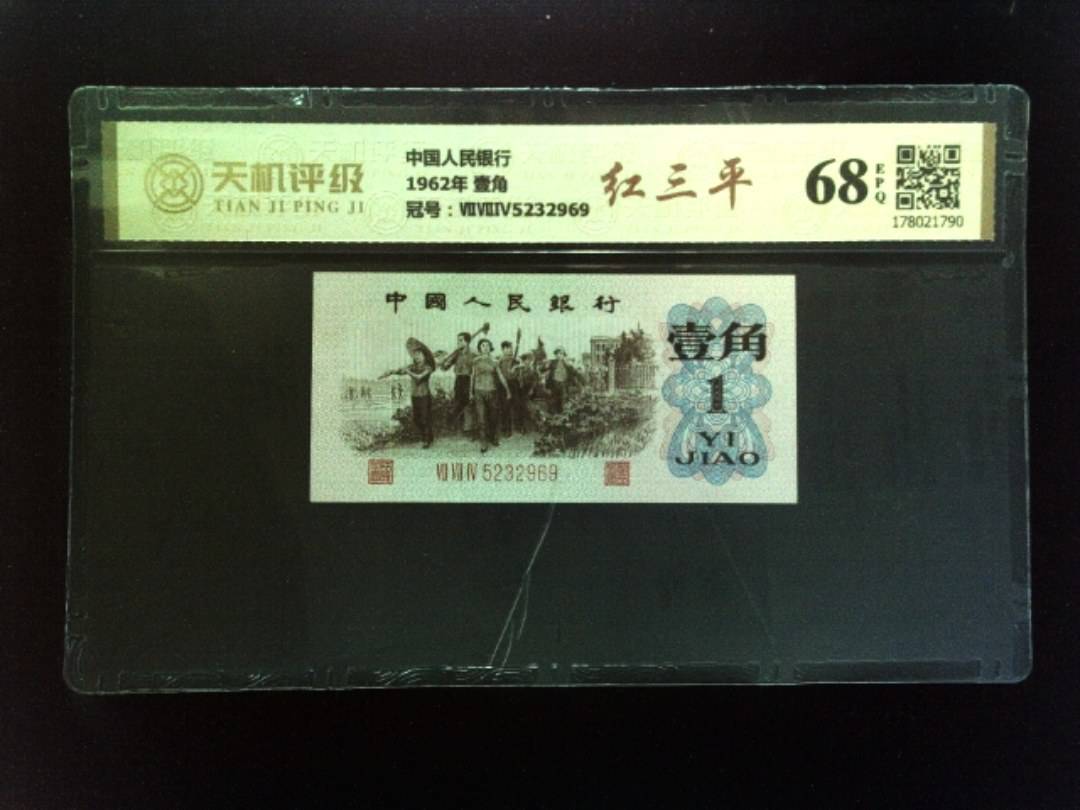 天机评级
TIAN JI PING JI
中国人民银行
1962年 壹角
冠号：ⅦⅧⅣ5232969
红三平
68
EPQ
178021790
中國人民銀行
壹角
1
YI
JIAO
ⅦⅧⅣ 5232969